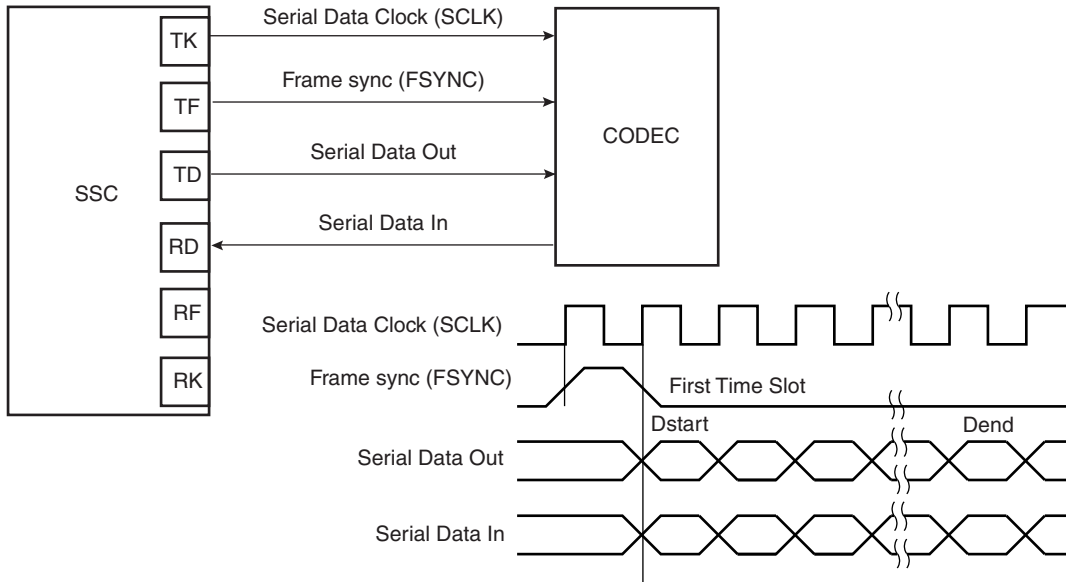 SSC
TK
TF
TD
RD
RF
RK
Serial Data Clock (SCLK)
Frame sync (FSYNC)
Serial Data Out
Serial Data In
CODEC
Serial Data Clock (SCLK)
Frame sync (FSYNC)
First Time Slot
Dstart
Dend
Serial Data Out
Serial Data In